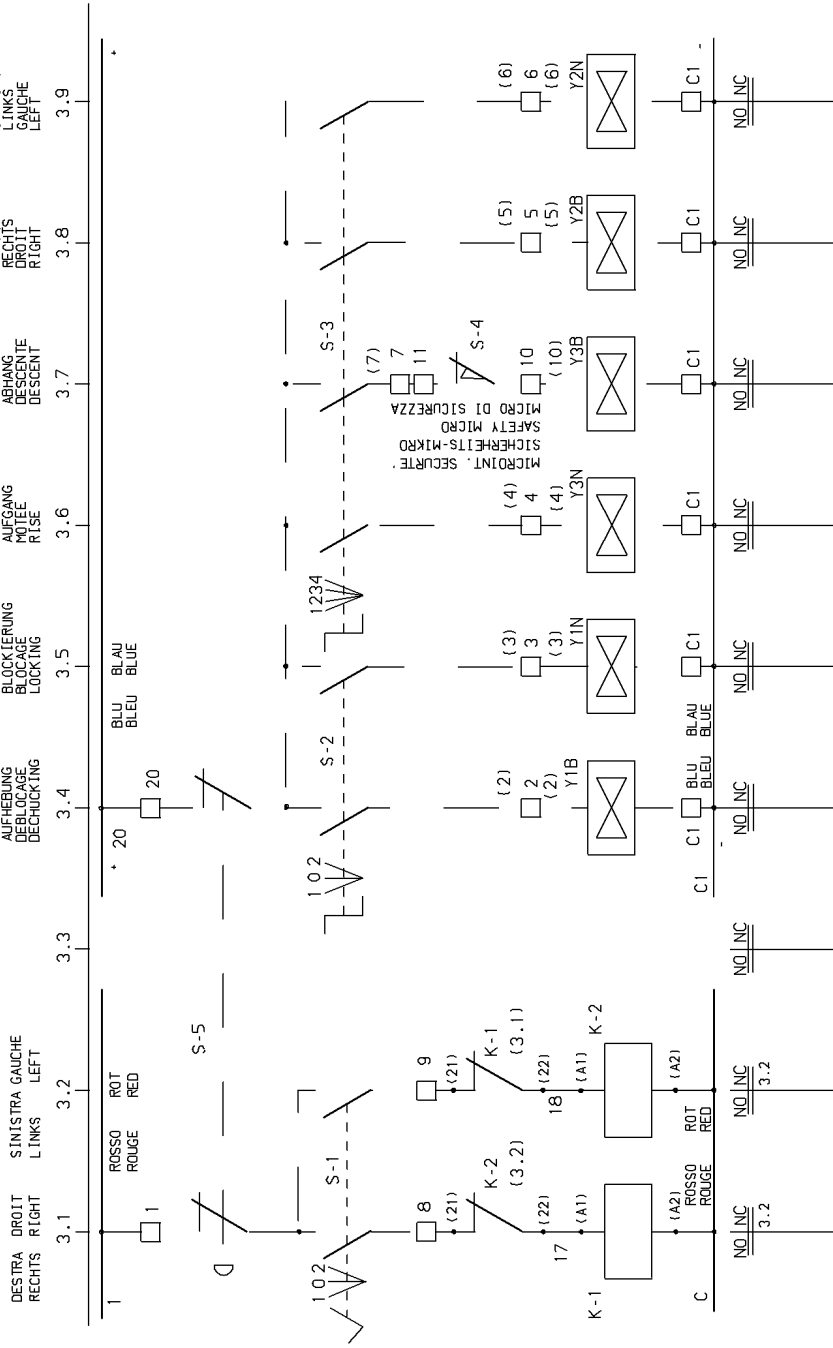 DESTRA DROIT
RECHTS RIGHT
SINISTRA GAUCHE
LINKS LEFT
AUFHEBUNG
DEBLOCAGE
DECHUCKING
BLOCKIERUNG
BLOCAGE
LOCKING
AUFGANG
MOTEE
RISE
ABHANG
DESCENTE
DESCENT
RECHTS
DROIT
RIGHT
LINKS
GAUCHE
LEFT
3.1 3.2 3.3 3.4 3.5 3.6 3.7 3.8 3.9
1
ROSSO ROT
ROUGE RED
+
20
BLU BLAU
BLEU BLUE
+
1
20
D
S-5
102
S-1
102
S-2
1234
S-3
8
9
(21)
(21)
K-2
(3.2)
K-1
(3.1)
(22)
(22)
17
18
(A1)
(A1)
K-1
K-2
(A2)
(A2)
(7)
7
11
S-4
MICROINT. SECURTE'
SICHERHEITS-MIKRO
SAFETY MICRO
MICRO DI SICUREZZA
(2) (3) (4) (5) (6)
2 3 4 10 5 6
(2) (3) (4) (10) (5) (6)
Y1B Y1N Y3N Y3B Y2B Y2N
C
ROSSO ROT
ROUGE RED
C1
-
C1 C1 C1 C1 C1 C1
BLU BLAU
BLEU BLUE
-
NO NC NO NC NO NC NO NC NO NC NO NC NO NC NO NC NO NC
3.2 3.2